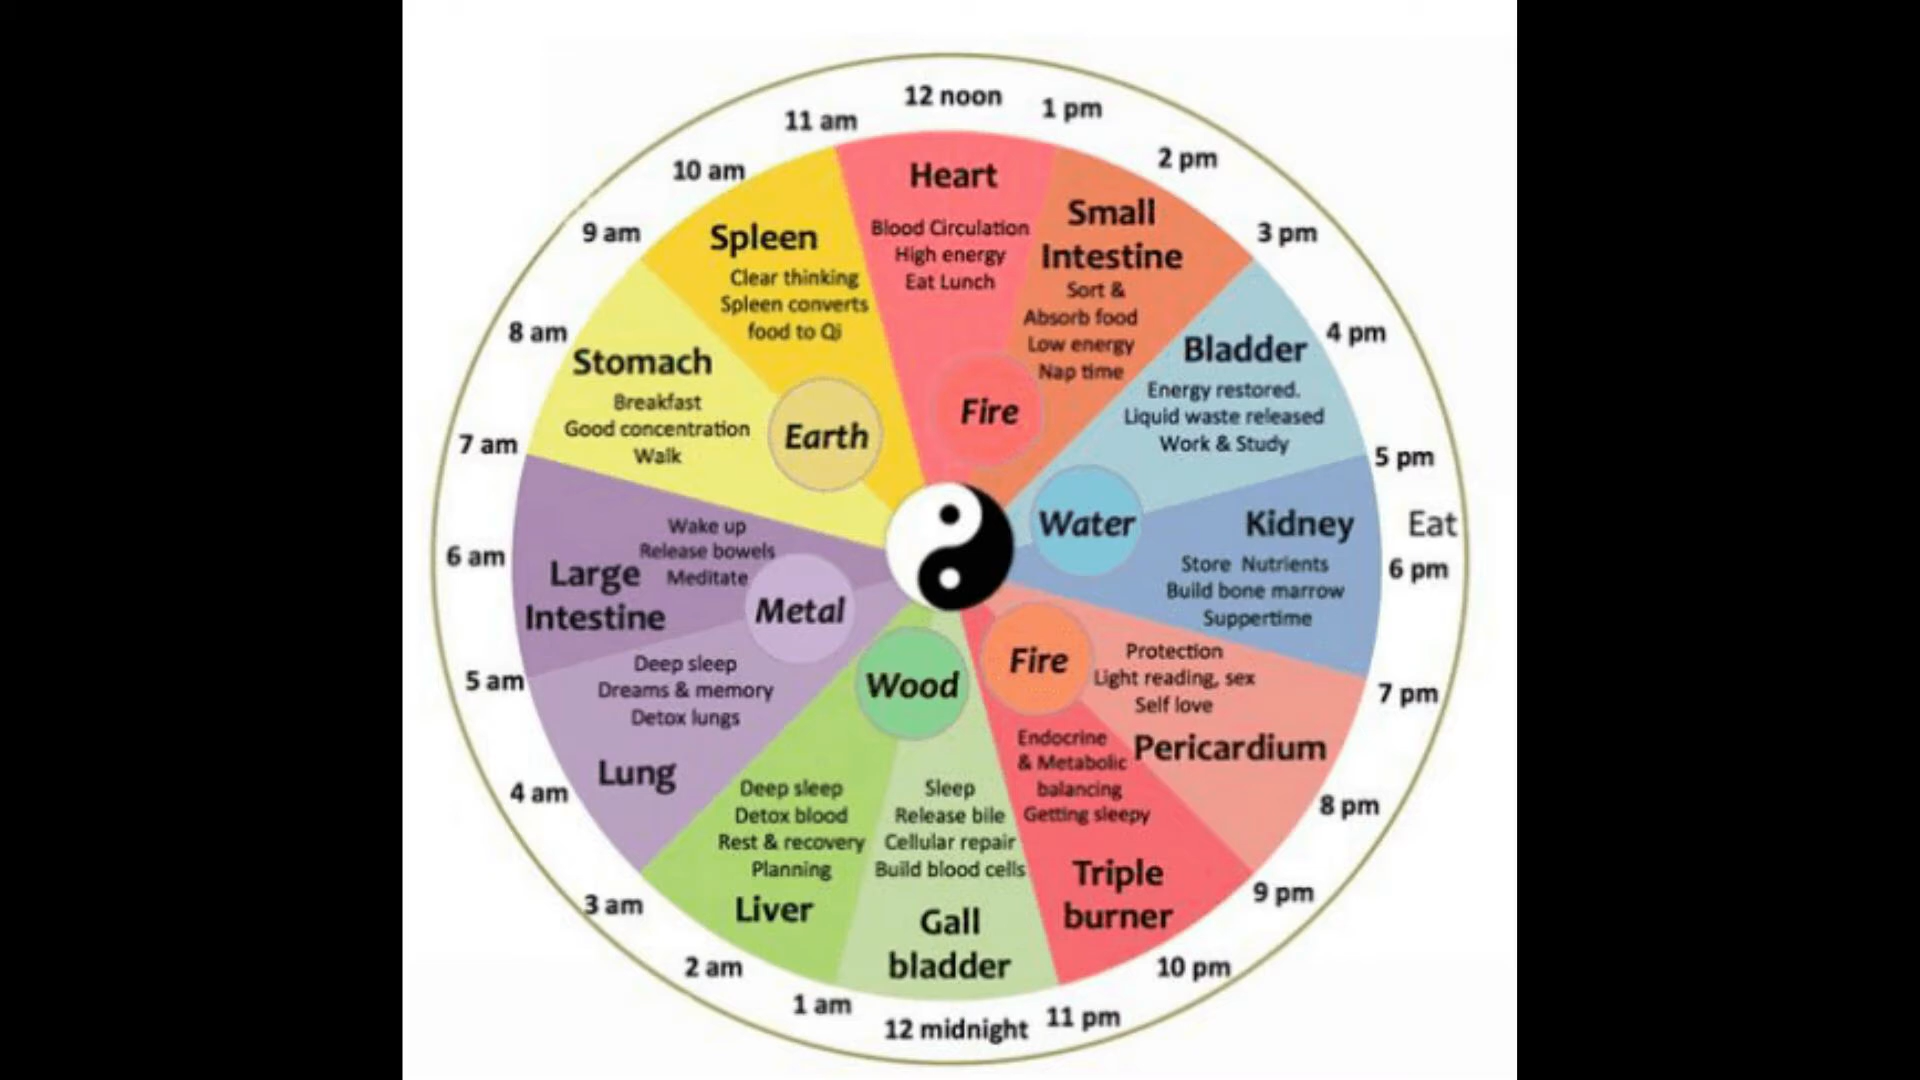 12 noon
1 pm
2 pm
3 pm
4 pm
5 pm
Eat
6 pm
7 pm
8 pm
9 pm
10 pm
11 pm
12 midnight
1 am
2 am
3 am
4 am
5 am
6 am
7 am
8 am
9 am
10 am
11 am
Heart
Blood Circulation
High energy
Eat Lunch
Small
Intestine
Sort &
Absorb food
Low energy
Nap time
Fire
Bladder
Energy restored.
Liquid waste released
Work & Study
Water
Kidney
Store Nutrients
Build bone marrow
Suppertime
Protection
Light reading, sex
Self love
Pericardium
Fire
Endocrine
& Metabolic
balancing
Getting sleepy
Triple
burner
Sleep
Release bile
Cellular repair
Build blood cells
Gall
bladder
Wood
Deep sleep
Detox blood
Rest & recovery
Planning
Liver
Deep sleep
Dreams & memory
Detox lungs
Lung
Metal
Wake up
Release bowels
Meditate
Large
Intestine
Stomach
Breakfast
Good concentration
Walk
Earth
Spleen
Clear thinking
Spleen converts
food to Qi